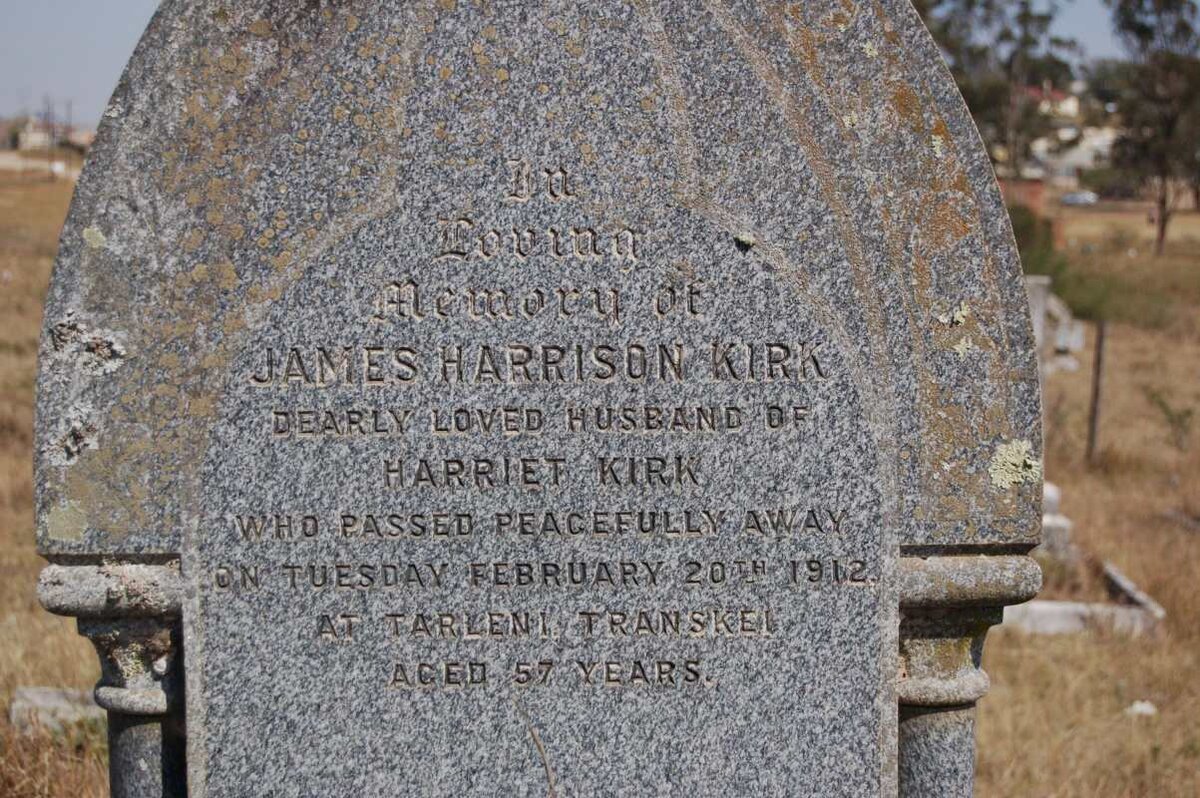 In
Loving
Memory of
JAMES HARRISON KIRK
DEARLY LOVED HUSBAND OF
HARRIET KIRK
WHO PASSED PEACEFULLY AWAY
ON TUESDAY FEBRUARY 20TH 1912.
AT TARLENI, TRANSKEI
AGED 57 YEARS.